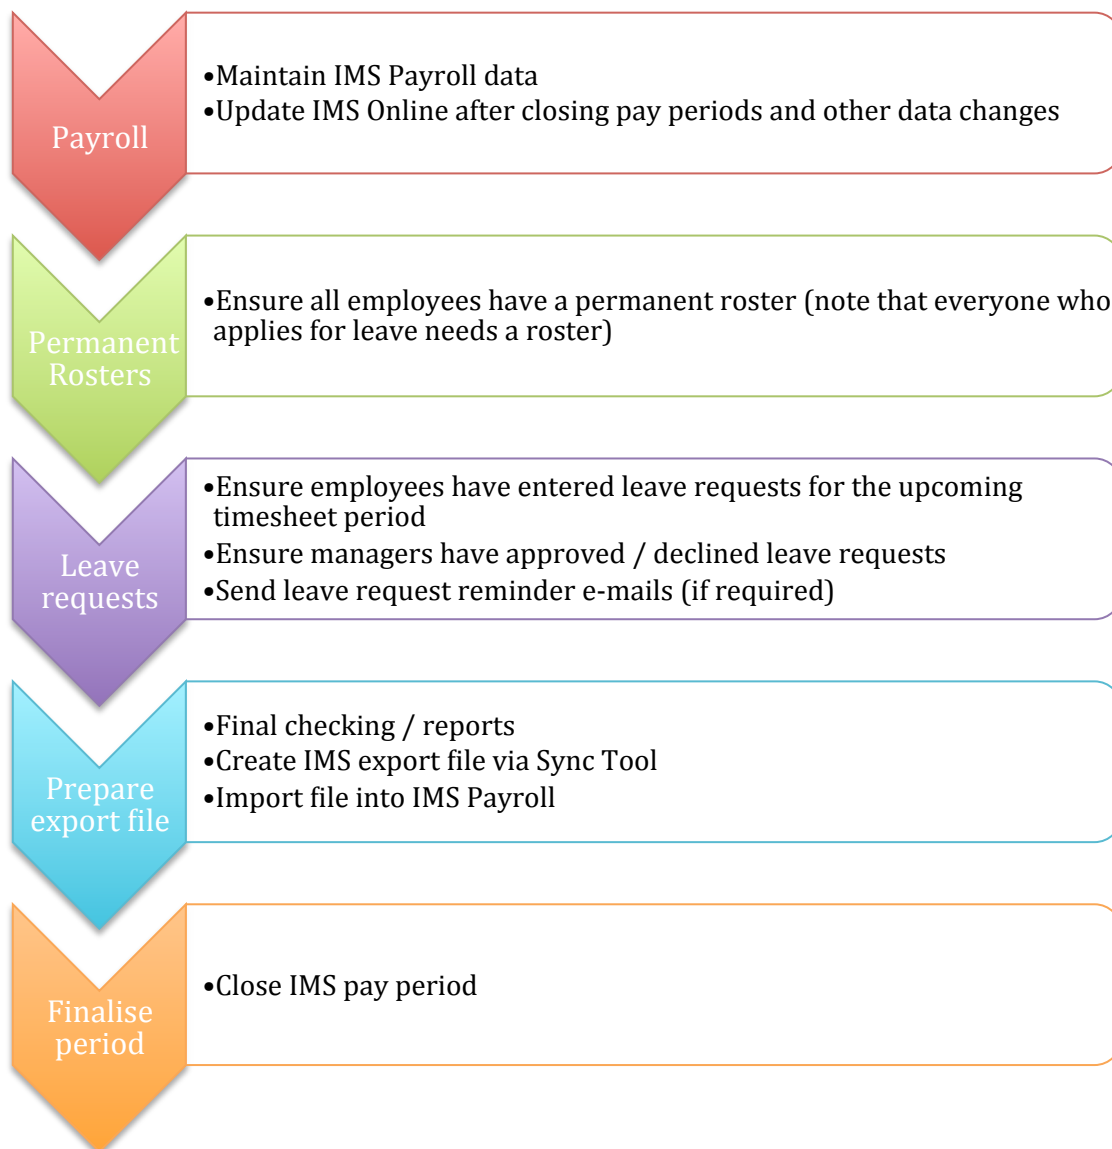 Payroll
•Maintain IMS Payroll data
•Update IMS Online after closing pay periods and other data changes
Permanent
Rosters
•Ensure all employees have a permanent roster (note that everyone who
applies for leave needs a roster)
Leave
requests
•Ensure employees have entered leave requests for the upcoming
timesheet period
•Ensure managers have approved / declined leave requests
•Send leave request reminder e-mails (if required)
Prepare
export file
•Final checking / reports
•Create IMS export file via Sync Tool
•Import file into IMS Payroll
Finalise
period
•Close IMS pay period